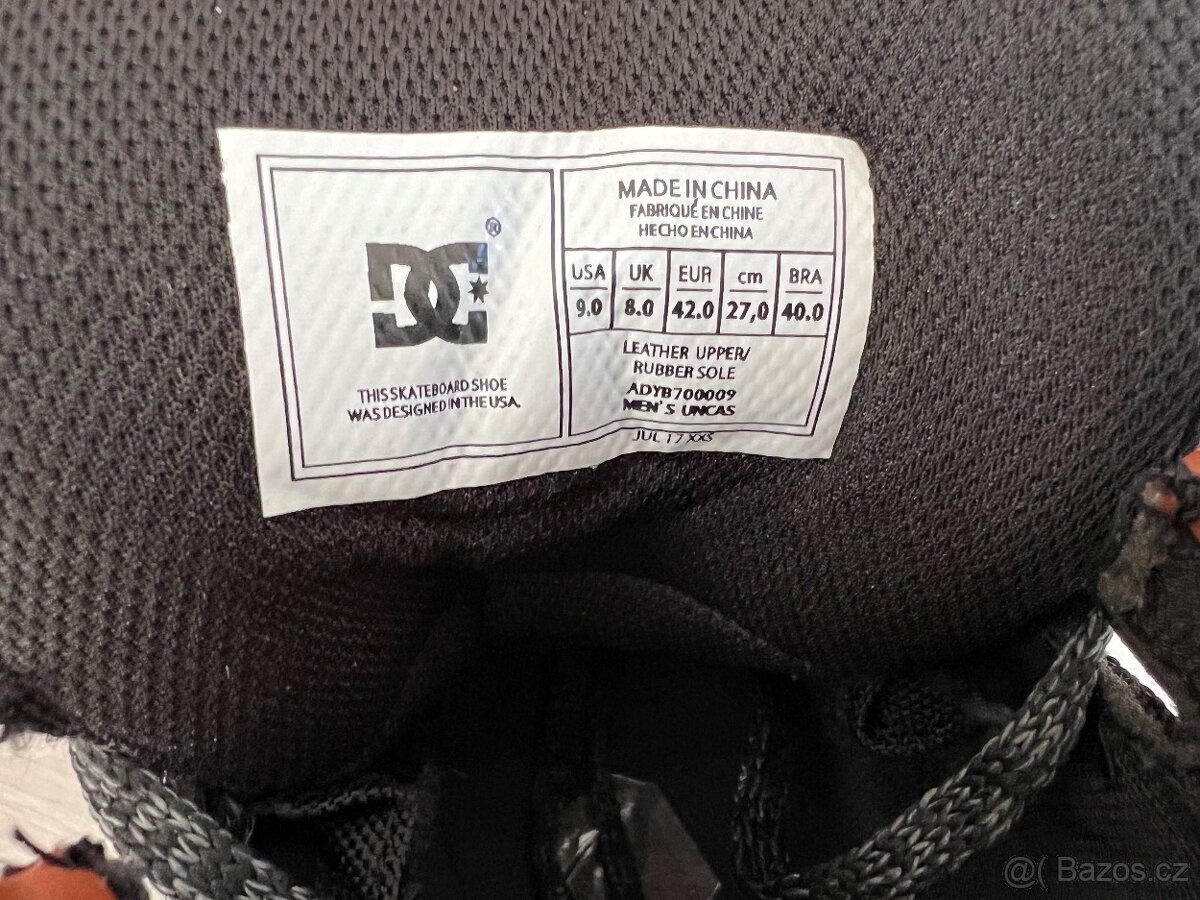 DC ®
THIS SKATEBOARD SHOE
WAS DESIGNED IN THE USA.
MADE IN CHINA
FABRIQUÉ EN CHINE
HECHO EN CHINA
USA UK EUR cm BRA
9.0 8.0 42.0 27,0 40.0
LEATHER UPPER/
RUBBER SOLE
ADYB700009
MEN'S UNCAS
JUL 17 XXS
@( Bazos.cz